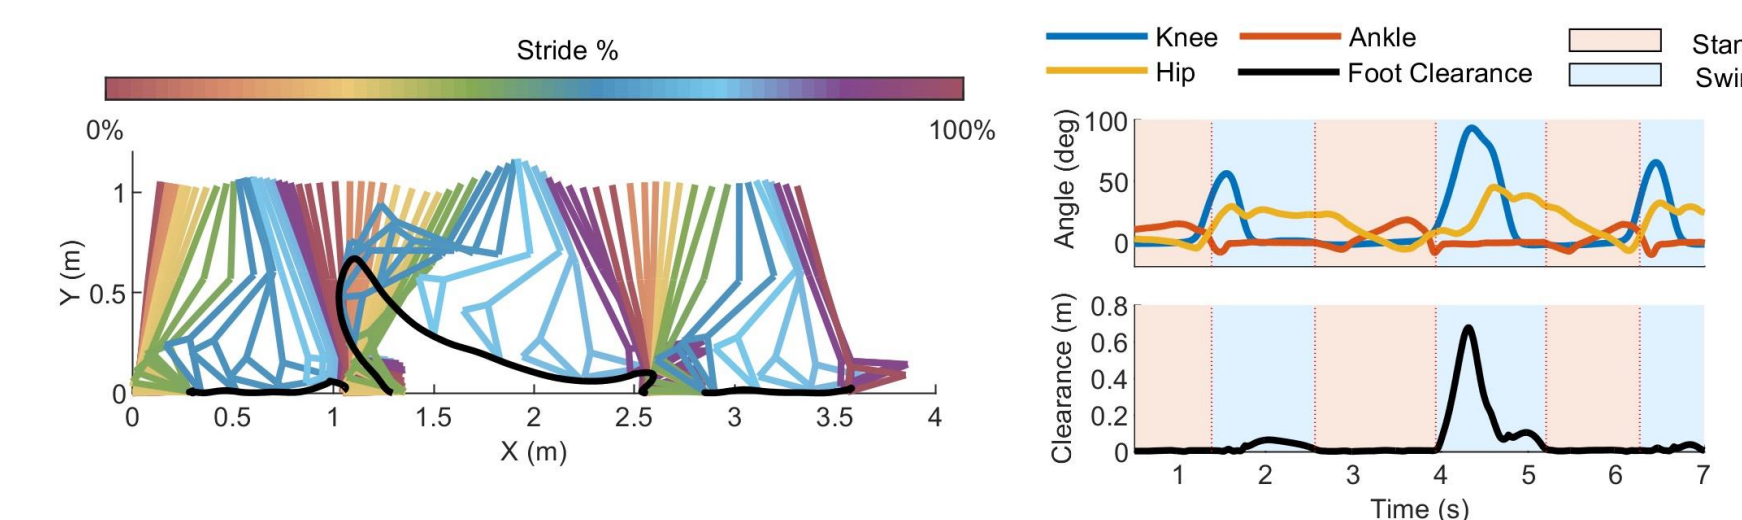 Stride %
0% 100%
Y (m)
1
0.5
0
0 0.5 1 1.5 2 2.5 3 3.5 4
X (m)
Knee Ankle
Hip Foot Clearance
Stan
Swin
Angle (deg)
100
50
0
Clearance (m)
0.8
0.6
0.4
0.2
0
1 2 3 4 5 6 7
Time (s)